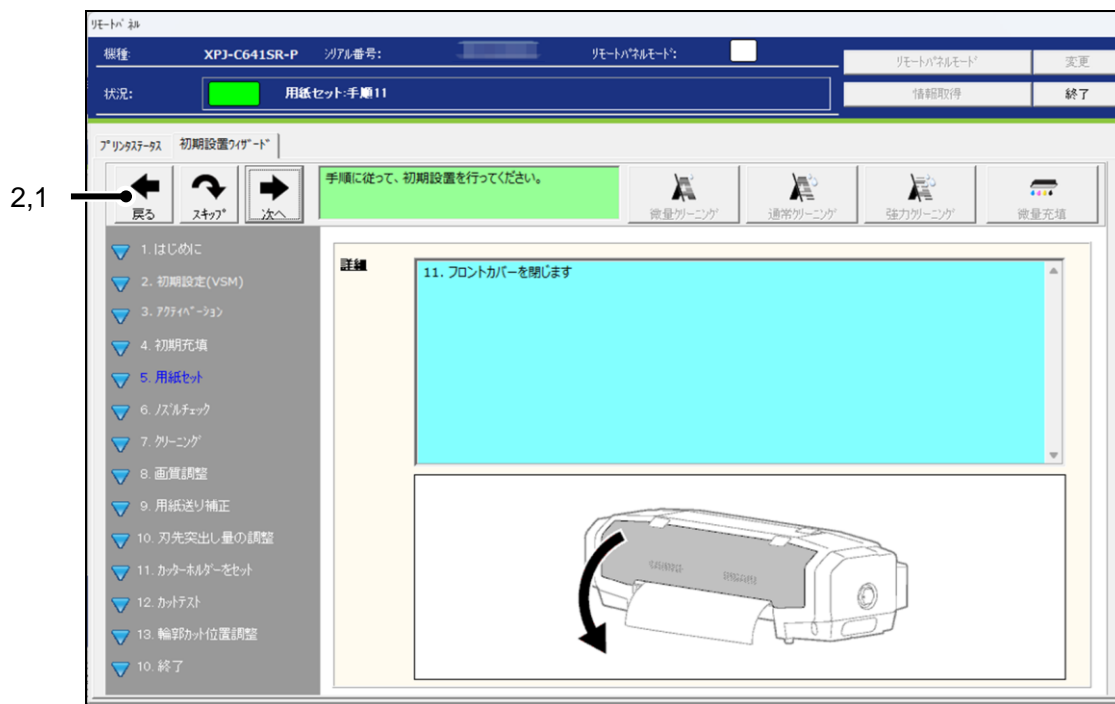 リモートパネル
機種: XPJ-C641SR-P シリアル番号: リモートパネルモード:
リモートパネルモード 変更
状況: 用紙セット:手順11
情報取得 終了
プリンタステータス 初期設置ウィザード
2,1
戻る スキップ 次へ
手順に従って、初期設置を行ってください。
微量クリーニング 通常クリーニング 強力クリーニング 微量充填
1. はじめに
2. 初期設定(VSM)
3. アクティベーション
4. 初期充填
5. 用紙セット
6. ノズルチェック
7. クリーニング
8. 画質調整
9. 用紙送り補正
10. 刃先突出し量の調整
11. カッターホルダーをセット
12. カットテスト
13. 輪郭カット位置調整
10. 終了
詳細
11. フロントカバーを閉じます